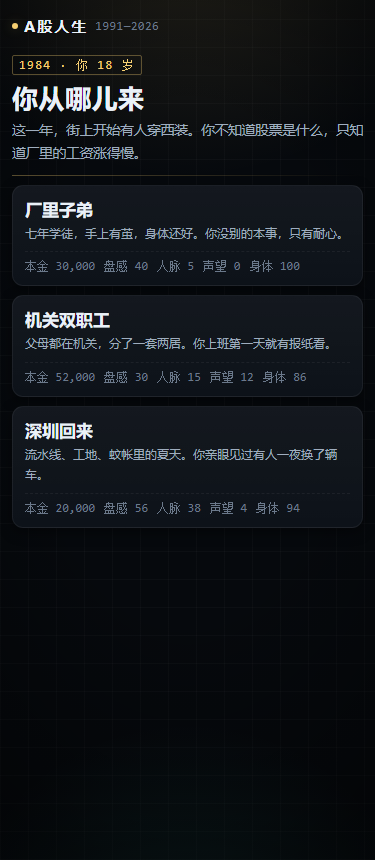 A股人生 1991—2026
1984 · 你 18 岁
你从哪儿来
这一年，街上开始有人穿西装。你不知道股票是什么，只知
道厂里的工资涨得慢。
厂里子弟
七年学徒，手上有茧，身体还好。你没别的本事，只有耐心。
本金 30,000 盘感 40 人脉 5 声望 0 身体 100
机关双职工
父母都在机关，分了一套两居。你上班第一天就有报纸看。
本金 52,000 盘感 30 人脉 15 声望 12 身体 86
深圳回来
流水线、工地、蚊帐里的夏天。你亲眼见过有人一夜换了辆
车。
本金 20,000 盘感 56 人脉 38 声望 4 身体 94